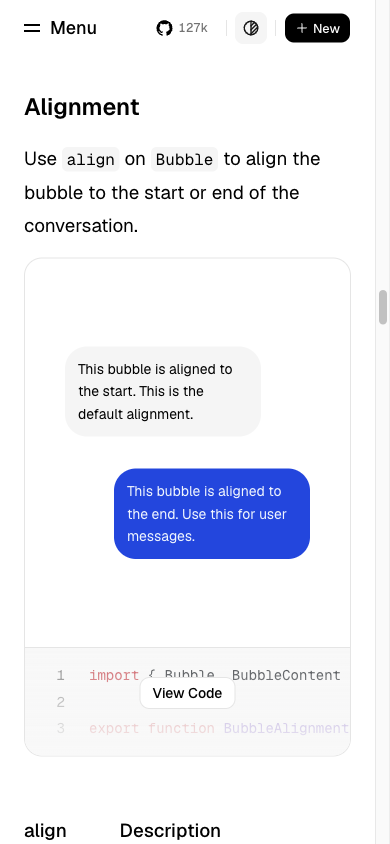 Menu 127k + New
Alignment
Use align on Bubble to align the
bubble to the start or end of the
conversation.
This bubble is aligned to
the start. This is the
default alignment.
This bubble is aligned to
the end. Use this for user
messages.
1 import { Bubble, BubbleContent
View Code
2
3 export function BubbleAlignment
align Description